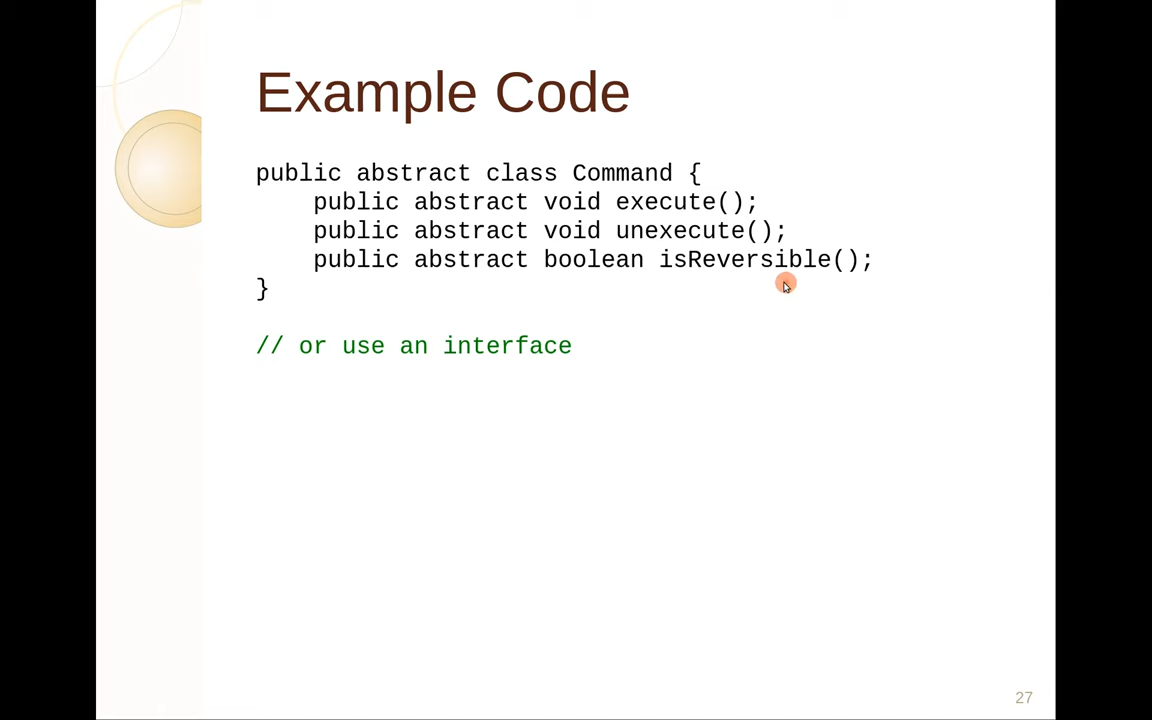 Example Code
public abstract class Command {
    public abstract void execute();
    public abstract void unexecute();
    public abstract boolean isReversible();
}
// or use an interface
27